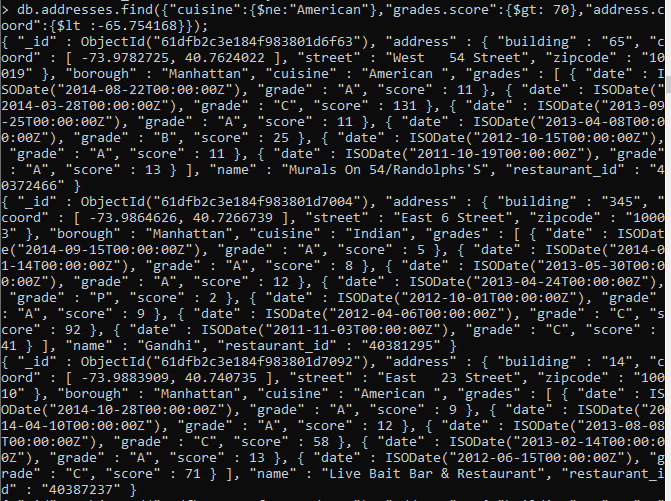 > db.addresses.find({"cuisine":{$ne:"American"},"grades.score":{$gt: 70},"address.c
oord":{$lt :-65.754168}});
{ "_id" : ObjectId("61dfb2c3e184f983801d6f63"), "address" : { "building" : "65", "c
oord" : [ -73.9782725, 40.7624022 ], "street" : "West   54 Street", "zipcode" : "10
019" }, "borough" : "Manhattan", "cuisine" : "American ", "grades" : [ { "date" : I
SODate("2014-08-22T00:00:00Z"), "grade" : "A", "score" : 11 }, { "date" : ISODate("
2014-03-28T00:00:00Z"), "grade" : "C", "score" : 131 }, { "date" : ISODate("2013-09
-25T00:00:00Z"), "grade" : "A", "score" : 11 }, { "date" : ISODate("2013-04-08T00:0
0:00Z"), "grade" : "B", "score" : 25 }, { "date" : ISODate("2012-10-15T00:00:00Z"),
 "grade" : "A", "score" : 11 }, { "date" : ISODate("2011-10-19T00:00:00Z"), "grade"
 : "A", "score" : 13 } ], "name" : "Murals On 54/Randolphs'S", "restaurant_id" : "4
0372466" }
{ "_id" : ObjectId("61dfb2c3e184f983801d7004"), "address" : { "building" : "345", "
coord" : [ -73.9864626, 40.7266739 ], "street" : "East 6 Street", "zipcode" : "1000
3" }, "borough" : "Manhattan", "cuisine" : "Indian", "grades" : [ { "date" : ISODat
e("2014-09-15T00:00:00Z"), "grade" : "A", "score" : 5 }, { "date" : ISODate("2014-0
1-14T00:00:00Z"), "grade" : "A", "score" : 8 }, { "date" : ISODate("2013-05-30T00:0
0:00Z"), "grade" : "A", "score" : 12 }, { "date" : ISODate("2013-04-24T00:00:00Z"),
 "grade" : "P", "score" : 2 }, { "date" : ISODate("2012-10-01T00:00:00Z"), "grade" 
: "A", "score" : 9 }, { "date" : ISODate("2012-04-06T00:00:00Z"), "grade" : "C", "s
core" : 92 }, { "date" : ISODate("2011-11-03T00:00:00Z"), "grade" : "C", "score" : 
41 } ], "name" : "Gandhi", "restaurant_id" : "40381295" }
{ "_id" : ObjectId("61dfb2c3e184f983801d7092"), "address" : { "building" : "14", "c
oord" : [ -73.9883909, 40.740735 ], "street" : "East   23 Street", "zipcode" : "100
10" }, "borough" : "Manhattan", "cuisine" : "American ", "grades" : [ { "date" : IS
ODate("2014-10-28T00:00:00Z"), "grade" : "A", "score" : 9 }, { "date" : ISODate("20
14-04-10T00:00:00Z"), "grade" : "A", "score" : 12 }, { "date" : ISODate("2013-08-08
T00:00:00Z"), "grade" : "C", "score" : 58 }, { "date" : ISODate("2013-02-14T00:00:0
0Z"), "grade" : "A", "score" : 13 }, { "date" : ISODate("2012-06-15T00:00:00Z"), "g
rade" : "C", "score" : 71 } ], "name" : "Live Bait Bar & Restaurant", "restaurant_i
d" : "40387237" }